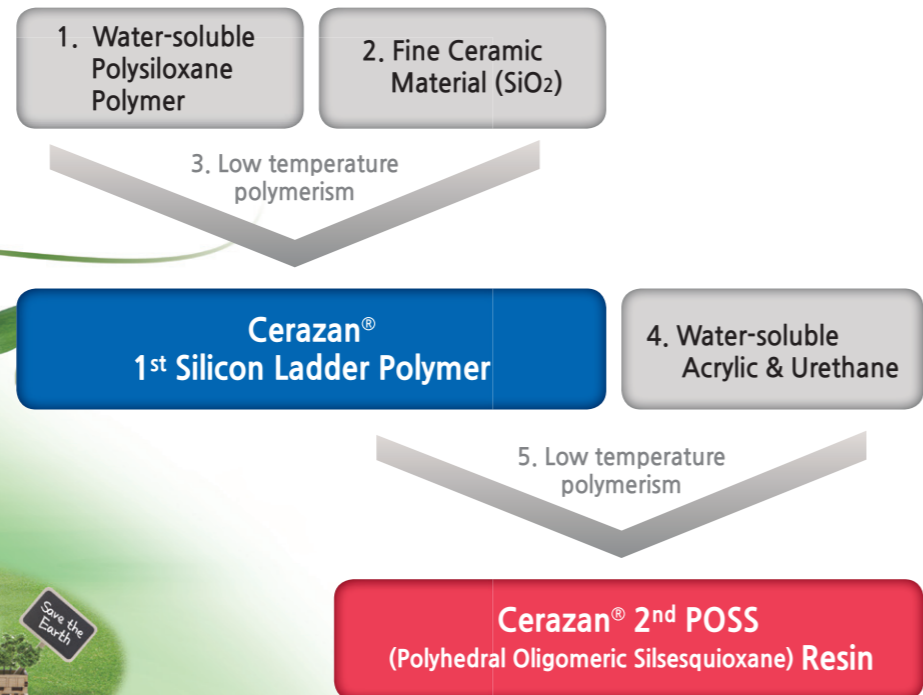 1. Water-soluble
Polysiloxane
Polymer
2. Fine Ceramic
Material (SiO2)
3. Low temperature
polymerism
Cerazan®
1st Silicon Ladder Polymer
4. Water-soluble
Acrylic & Urethane
5. Low temperature
polymerism
Save the
Earth
Cerazan® 2nd POSS
(Polyhedral Oligomeric Silsesquioxane) Resin